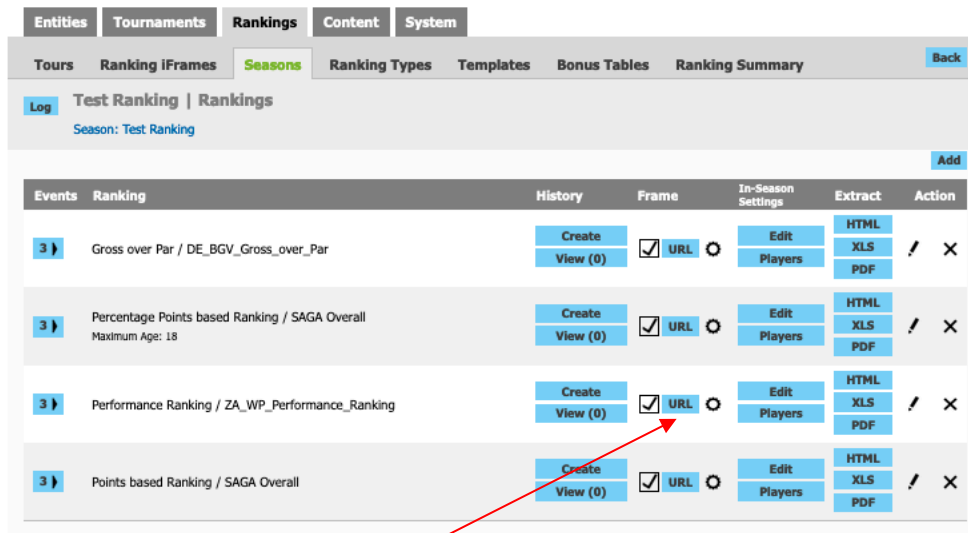 Entities Tournaments Rankings Content System
Tours Ranking iFrames Seasons Ranking Types Templates Bonus Tables Ranking Summary Back
Log Test Ranking | Rankings
Season: Test Ranking
Add
Events Ranking History Frame In-Season Settings Extract Action
3 Gross over Par / DE_BGV_Gross_over_Par Create View (0) URL Edit Players HTML XLS PDF
3 Percentage Points based Ranking / SAGA Overall Create View (0) URL Edit Players HTML XLS PDF
Maximum Age: 18
3 Performance Ranking / ZA_WP_Performance_Ranking Create View (0) URL Edit Players HTML XLS PDF
3 Points based Ranking / SAGA Overall Create View (0) URL Edit Players HTML XLS PDF